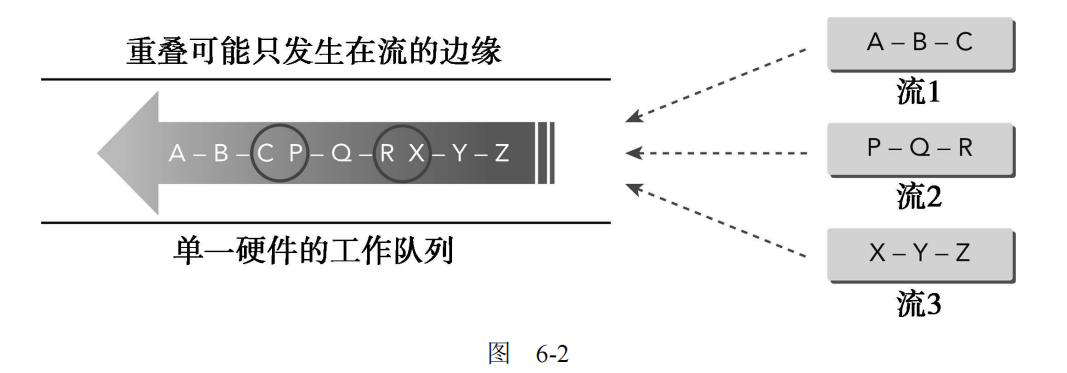 重叠可能只发生在流的边缘
A – B – C P – Q – R X – Y – Z
单一硬件的工作队列
A – B – C
流1
P – Q – R
流2
X – Y – Z
流3
图 6-2